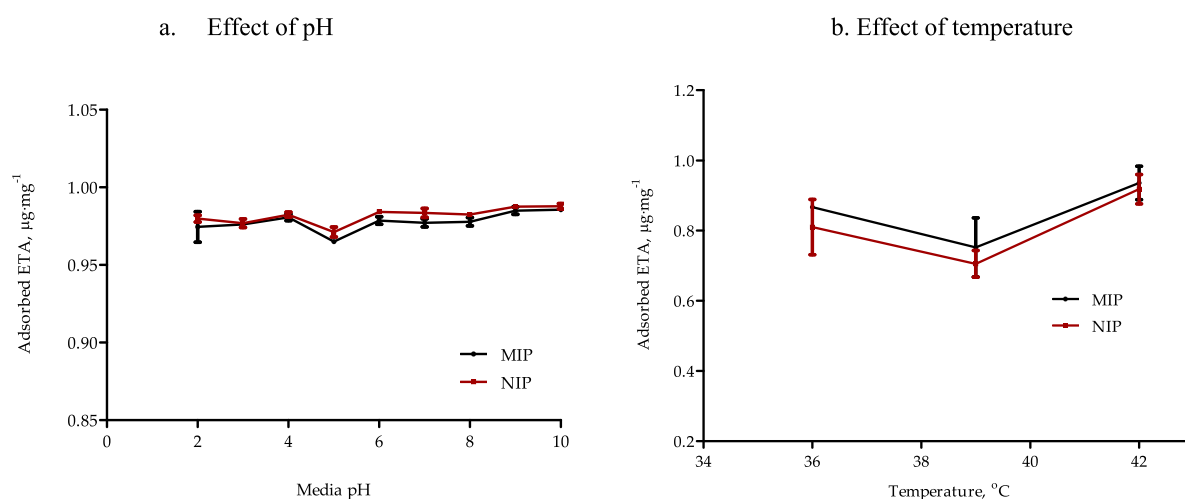 a. Effect of pH
1.05
1.00
0.95
0.90
0.85
0 2 4 6 8 10
Adsorbed ETA, µg·mg⁻¹
Media pH
MIP
NIP
b. Effect of temperature
1.2
1.0
0.8
0.6
0.4
0.2
34 36 38 40 42
Adsorbed ETA, µg·mg⁻¹
Temperature, °C
MIP
NIP